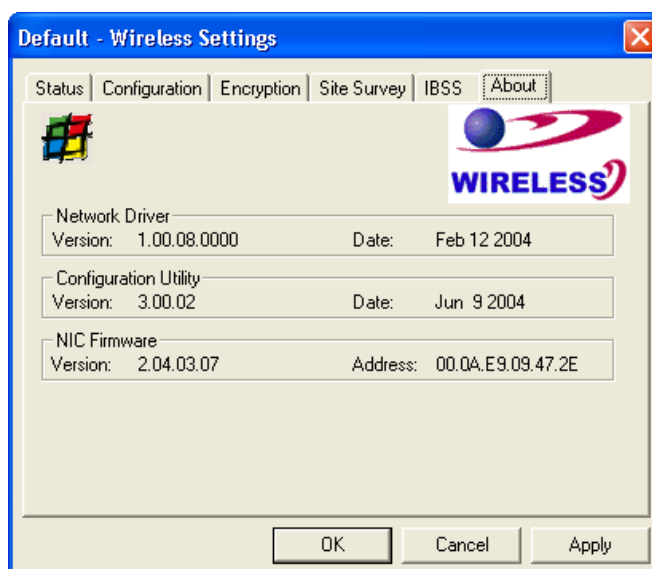 Default - Wireless Settings
Status Configuration Encryption Site Survey IBSS About
WIRELESS
Network Driver
Version: 1.00.08.0000 Date: Feb 12 2004
Configuration Utility
Version: 3.00.02 Date: Jun 9 2004
NIC Firmware
Version: 2.04.03.07 Address: 00.0A.E9.09.47.2E
OK Cancel Apply